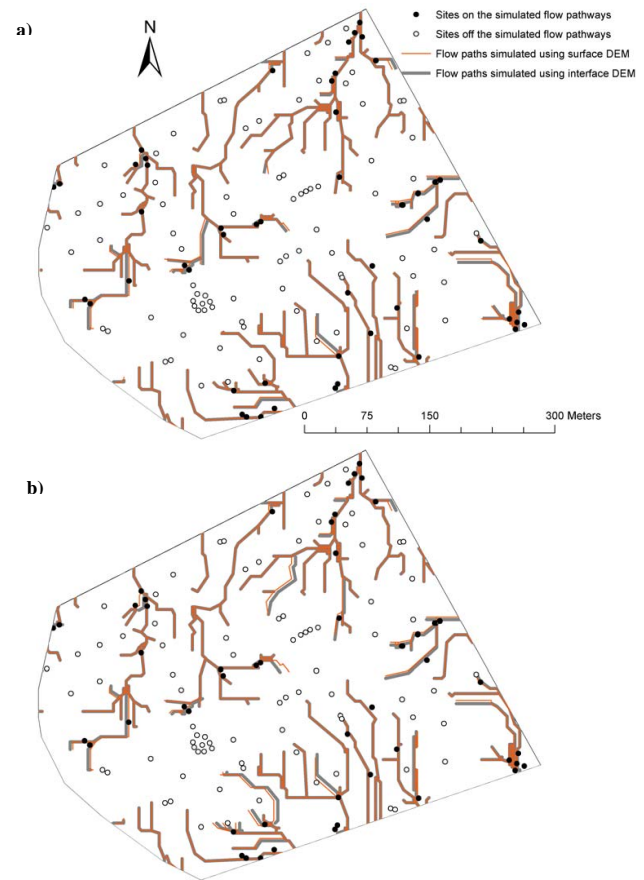 a)
N
Sites on the simulated flow pathways
Sites off the simulated flow pathways
Flow paths simulated using surface DEM
Flow paths simulated using interface DEM
0 75 150 300 Meters
b)